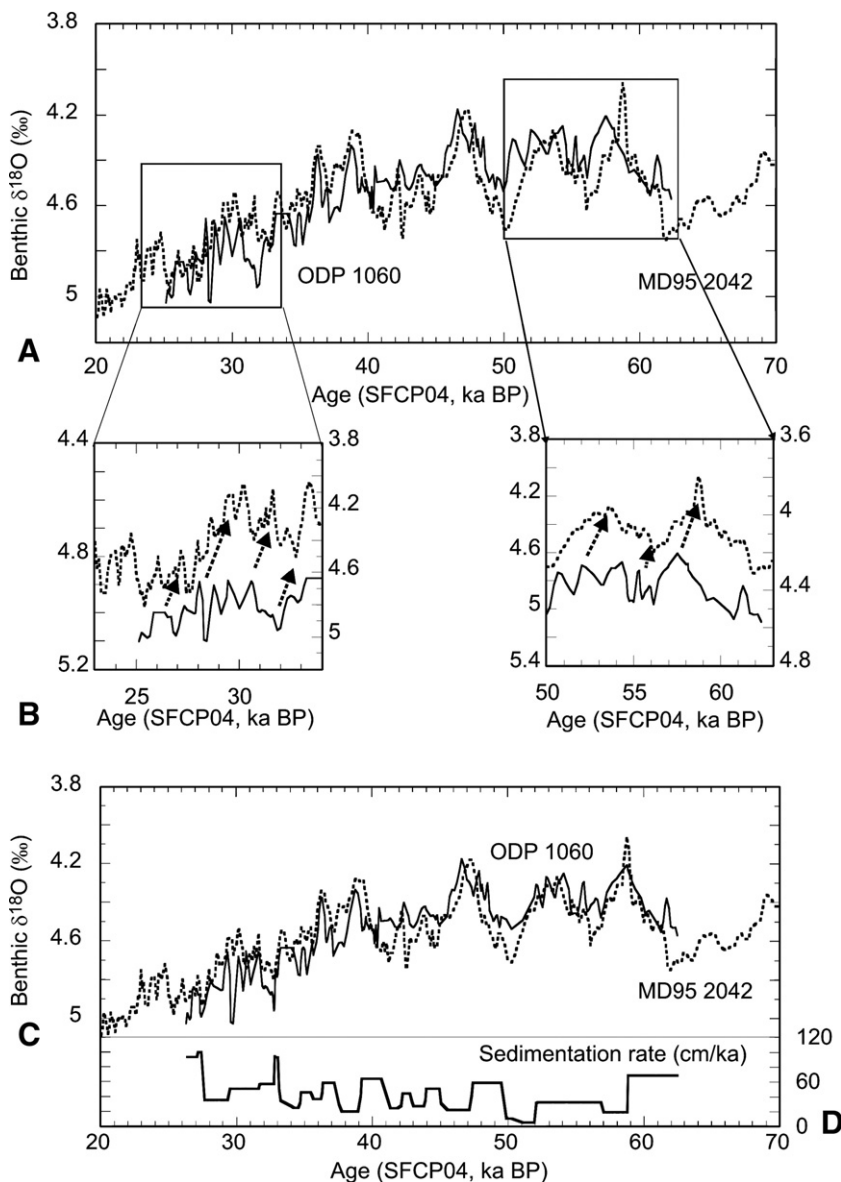 3.8
4.2
4.6
5
Benthic δ18O (‰)
ODP 1060
MD95 2042
A
20 30 40 50 60 70
Age (SFCP04, ka BP)
4.4
4.8
5.2
3.8
4.2
4.6
5
25 30
Age (SFCP04, ka BP)
B
3.8
4.2
4.6
5
5.4
3.6
4
4.4
4.8
50 55 60
Age (SFCP04, ka BP)
3.8
4.2
4.6
5
Benthic δ18O (‰)
ODP 1060
MD95 2042
C
Sedimentation rate (cm/ka)
120
60
0
D
20 30 40 50 60 70
Age (SFCP04, ka BP)